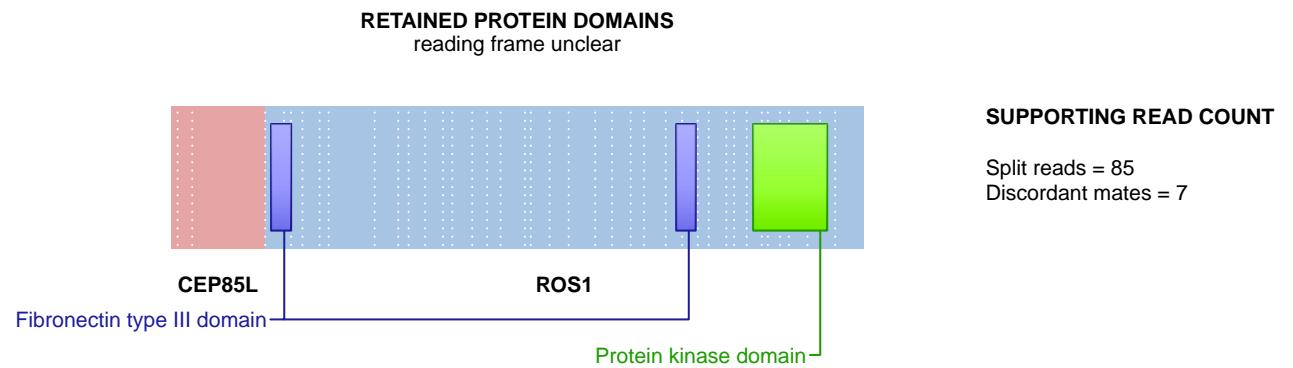 RETAINED PROTEIN DOMAINS
reading frame unclear
SUPPORTING READ COUNT
Split reads = 85
Discordant mates = 7
CEP85L
ROS1
Fibronectin type III domain
Protein kinase domain